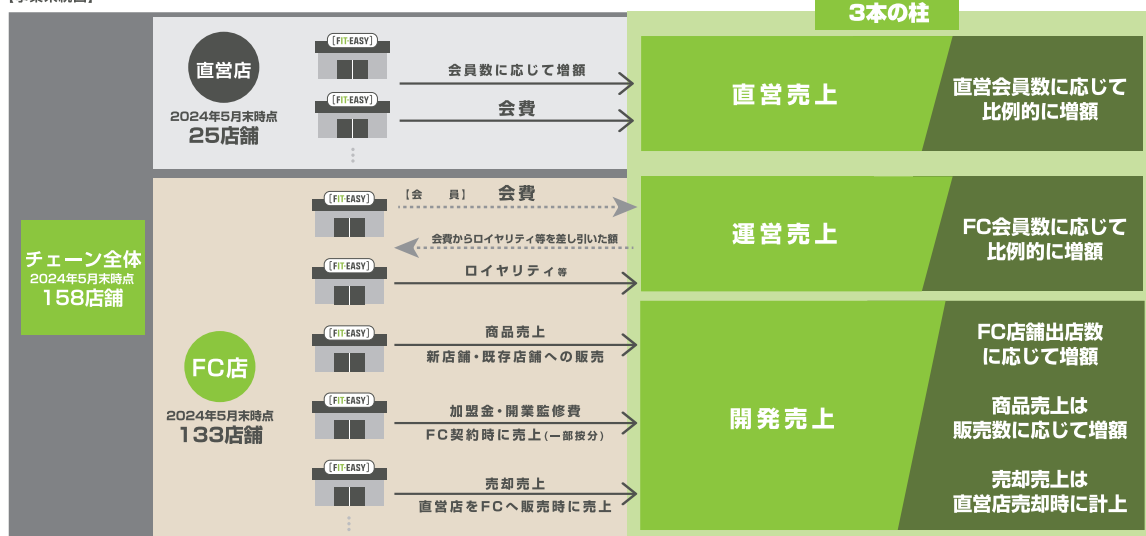 3本の柱
直営店
2024年5月末時点
25店舗
[FIT-EASY]
会員数に応じて増額
[FIT-EASY]
会費
直営売上
直営会員数に応じて
比例的に増額
チェーン全体
2024年5月末時点
158店舗
FC店
2024年5月末時点
133店舗
[FIT-EASY]
【会 員】 会費
会費からロイヤリティ等を差し引いた額
[FIT-EASY]
ロイヤリティ等
運営売上
FC会員数に応じて
比例的に増額
[FIT-EASY]
商品売上
新店舗・既存店舗への販売
[FIT-EASY]
加盟金・開業監修費
FC契約時に売上(一部按分)
[FIT-EASY]
売却売上
直営店をFCへ販売時に売上
開発売上
FC店舗出店数
に応じて増額
商品売上は
販売数に応じて増額
売却売上は
直営店売却時に計上